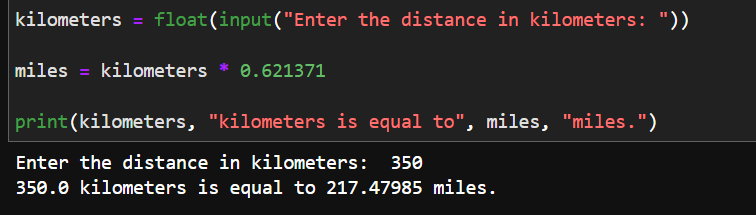 kilometers = float(input("Enter the distance in kilometers: "))
miles = kilometers * 0.621371
print(kilometers, "kilometers is equal to", miles, "miles.")
Enter the distance in kilometers:  350
350.0 kilometers is equal to 217.47985 miles.